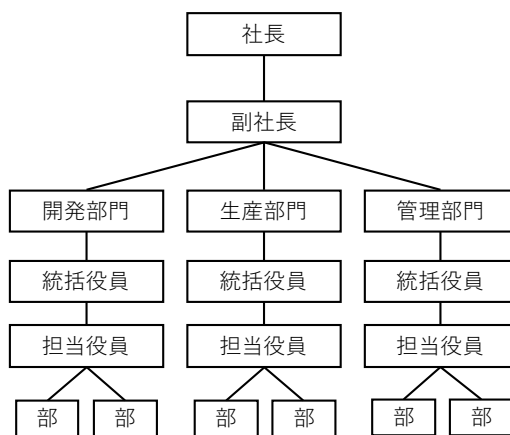 社長
副社長
開発部門 生産部門 管理部門
統括役員 統括役員 統括役員
担当役員 担当役員 担当役員
部 部 部 部 部 部